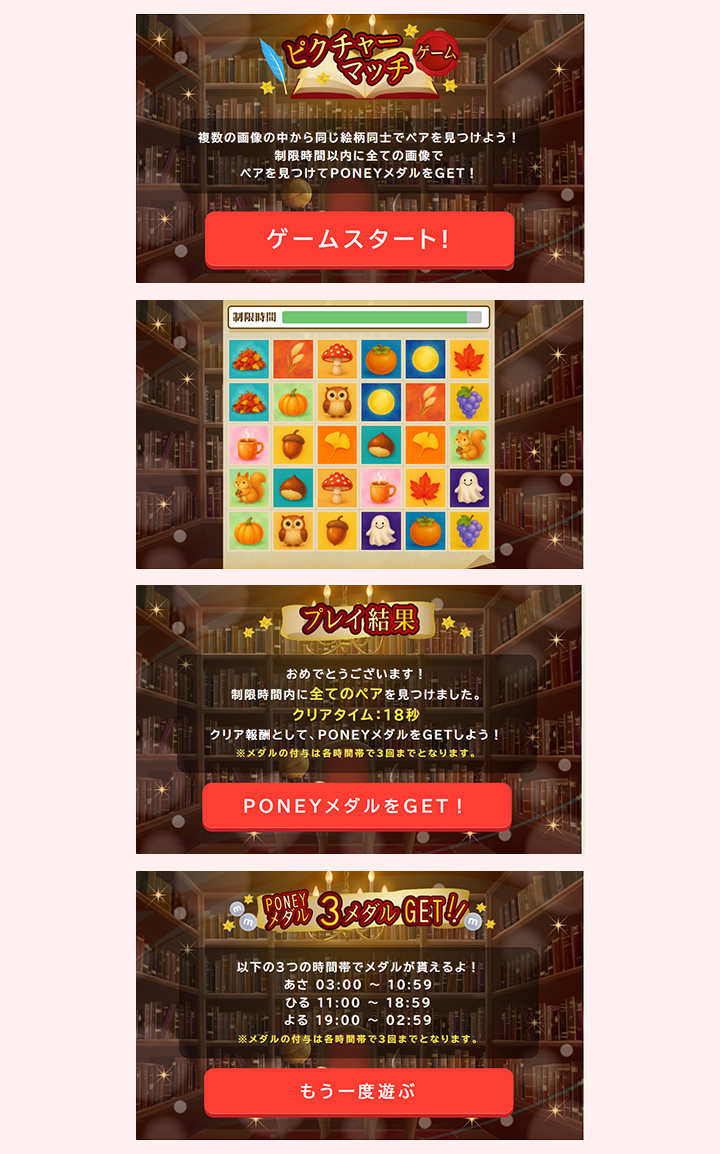 ピクチャー
マッチ
ゲーム
複数の画像の中から同じ絵柄同士でペアを見つけよう！
制限時間以内に全ての画像で
ペアを見つけてPONEYメダルをGET！
ゲームスタート!
制限時間
プレイ結果
おめでとうございます！
制限時間内に全てのペアを見つけました。
クリアタイム：18秒
クリア報酬として、PONEYメダルをGETしよう！
※メダルの付与は各時間帯で3回までとなります。
PONEYメダルをGET！
PONEY
メダル
3メダルGET!!
m
m
m
以下の3つの時間帯でメダルが貰えるよ！
あさ 03:00 ～ 10:59
ひる 11:00 ～ 18:59
よる 19:00 ～ 02:59
※メダルの付与は各時間帯で3回までとなります。
もう一度遊ぶ